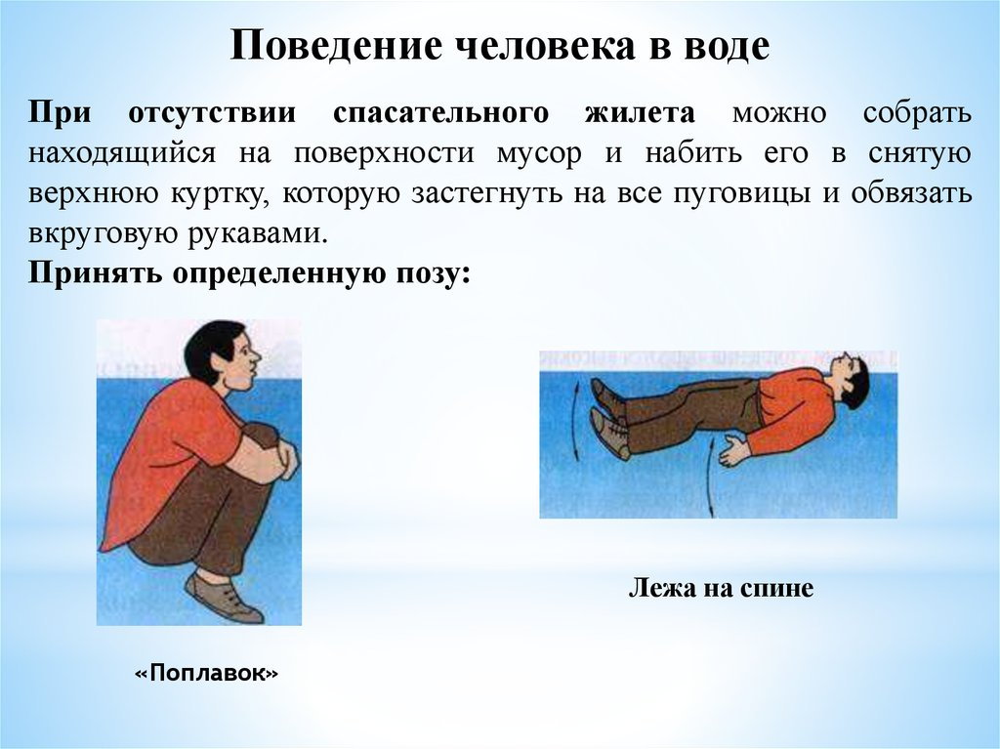 Поведение человека в воде
При отсутствии спасательного жилета можно собрать
находящийся на поверхности мусор и набить его в снятую
верхнюю куртку, которую застегнуть на все пуговицы и обвязать
вкруговую рукавами.
Принять определенную позу:
Лежа на спине
«Поплавок»